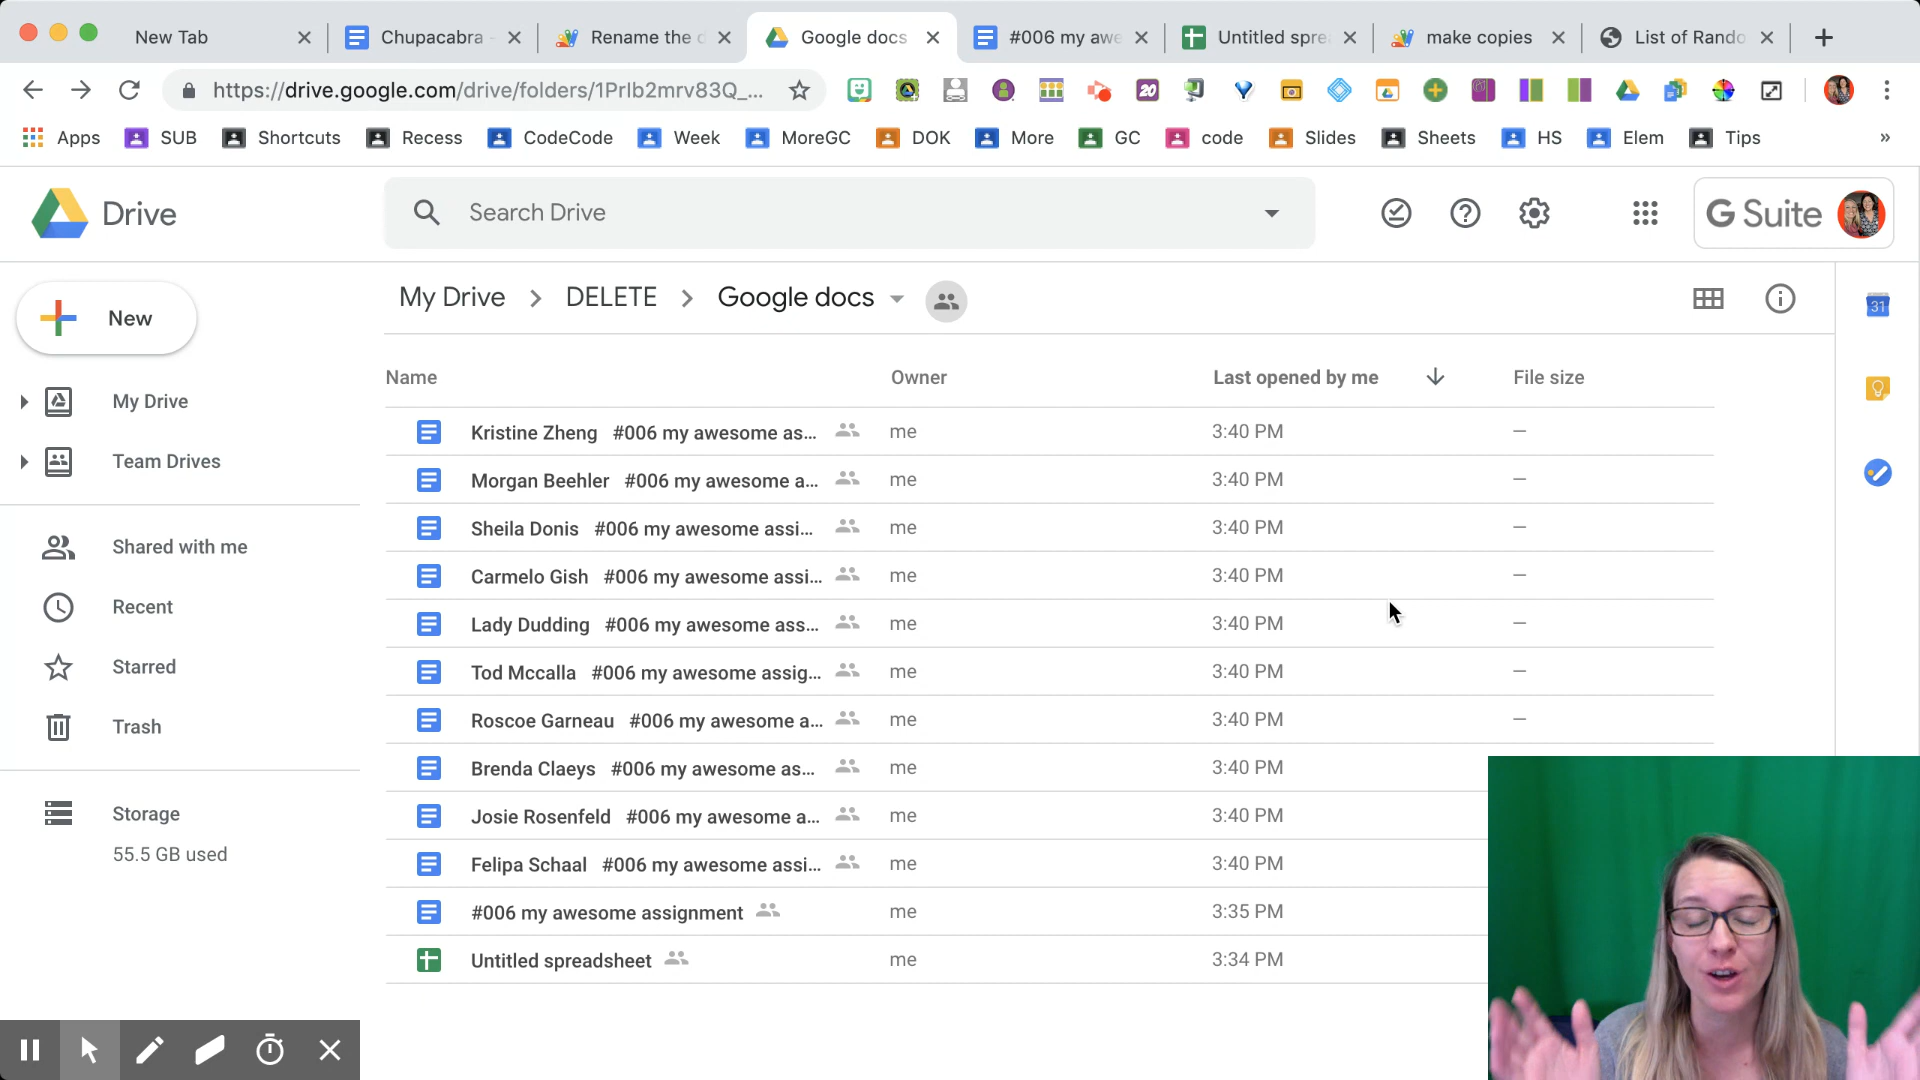 New Tab
Chupacabra -
Rename the d
Google docs
#006 my awe
Untitled spre
make copies
List of Rando
https://drive.google.com/drive/folders/1PrIb2mrv83Q_...
20
Apps SUB Shortcuts Recess CodeCode Week MoreGC DOK More GC code Slides Sheets HS Elem Tips »
Drive
Search Drive
G Suite
New
My Drive > DELETE > Google docs
31
Name Owner Last opened by me File size
My Drive
Team Drives
Shared with me
Recent
Starred
Trash
Storage
55.5 GB used
Kristine Zheng #006 my awesome as... me 3:40 PM —
Morgan Beehler #006 my awesome a... me 3:40 PM —
Sheila Donis #006 my awesome assi... me 3:40 PM —
Carmelo Gish #006 my awesome assi... me 3:40 PM —
Lady Dudding #006 my awesome ass... me 3:40 PM —
Tod Mccalla #006 my awesome assig... me 3:40 PM —
Roscoe Garneau #006 my awesome a... me 3:40 PM —
Brenda Claeys #006 my awesome as... me 3:40 PM
Josie Rosenfeld #006 my awesome a... me 3:40 PM
Felipa Schaal #006 my awesome assi... me 3:40 PM
#006 my awesome assignment me 3:35 PM
Untitled spreadsheet me 3:34 PM